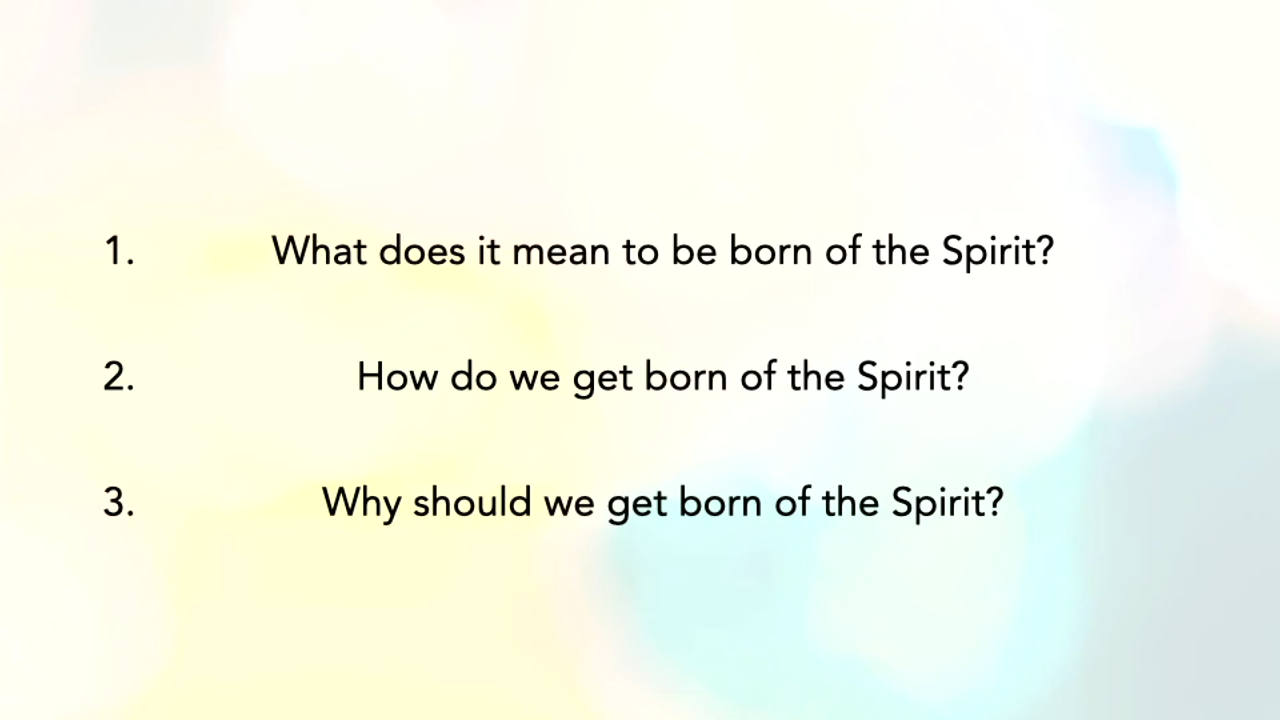 1. What does it mean to be born of the Spirit?
2. How do we get born of the Spirit?
3. Why should we get born of the Spirit?